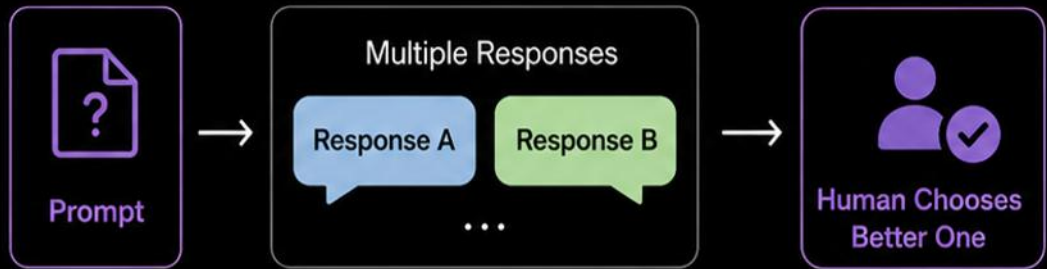 ?
Prompt
Multiple Responses
Response A
Response B
...
Human Chooses
Better One